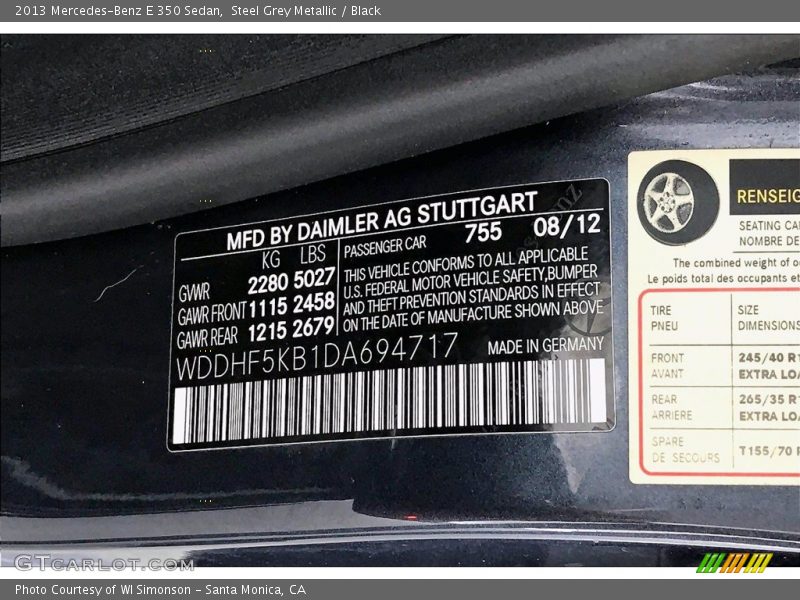 2013 Mercedes-Benz E 350 Sedan, Steel Grey Metallic / Black
MFD BY DAIMLER AG STUTTGART
KG LBS
PASSENGER CAR 755 08/12
GVWR 2280 5027
GAWR FRONT 1115 2458
GAWR REAR 1215 2679
THIS VEHICLE CONFORMS TO ALL APPLICABLE
U.S. FEDERAL MOTOR VEHICLE SAFETY,BUMPER
AND THEFT PREVENTION STANDARDS IN EFFECT
ON THE DATE OF MANUFACTURE SHOWN ABOVE
WDDHF5KB1DA694717
MADE IN GERMANY
RENSEIG
SEATING CA
NOMBRE DE
The combined weight of o
Le poids total des occupants et
TIRE
PNEU
SIZE
DIMENSIONS
FRONT
AVANT
245/40 R1
EXTRA LO
REAR
ARRIERE
265/35 R1
EXTRA LO
SPARE
DE SECOURS
T155/70 R
GTCARLOT.COM
Photo Courtesy of WI Simonson - Santa Monica, CA